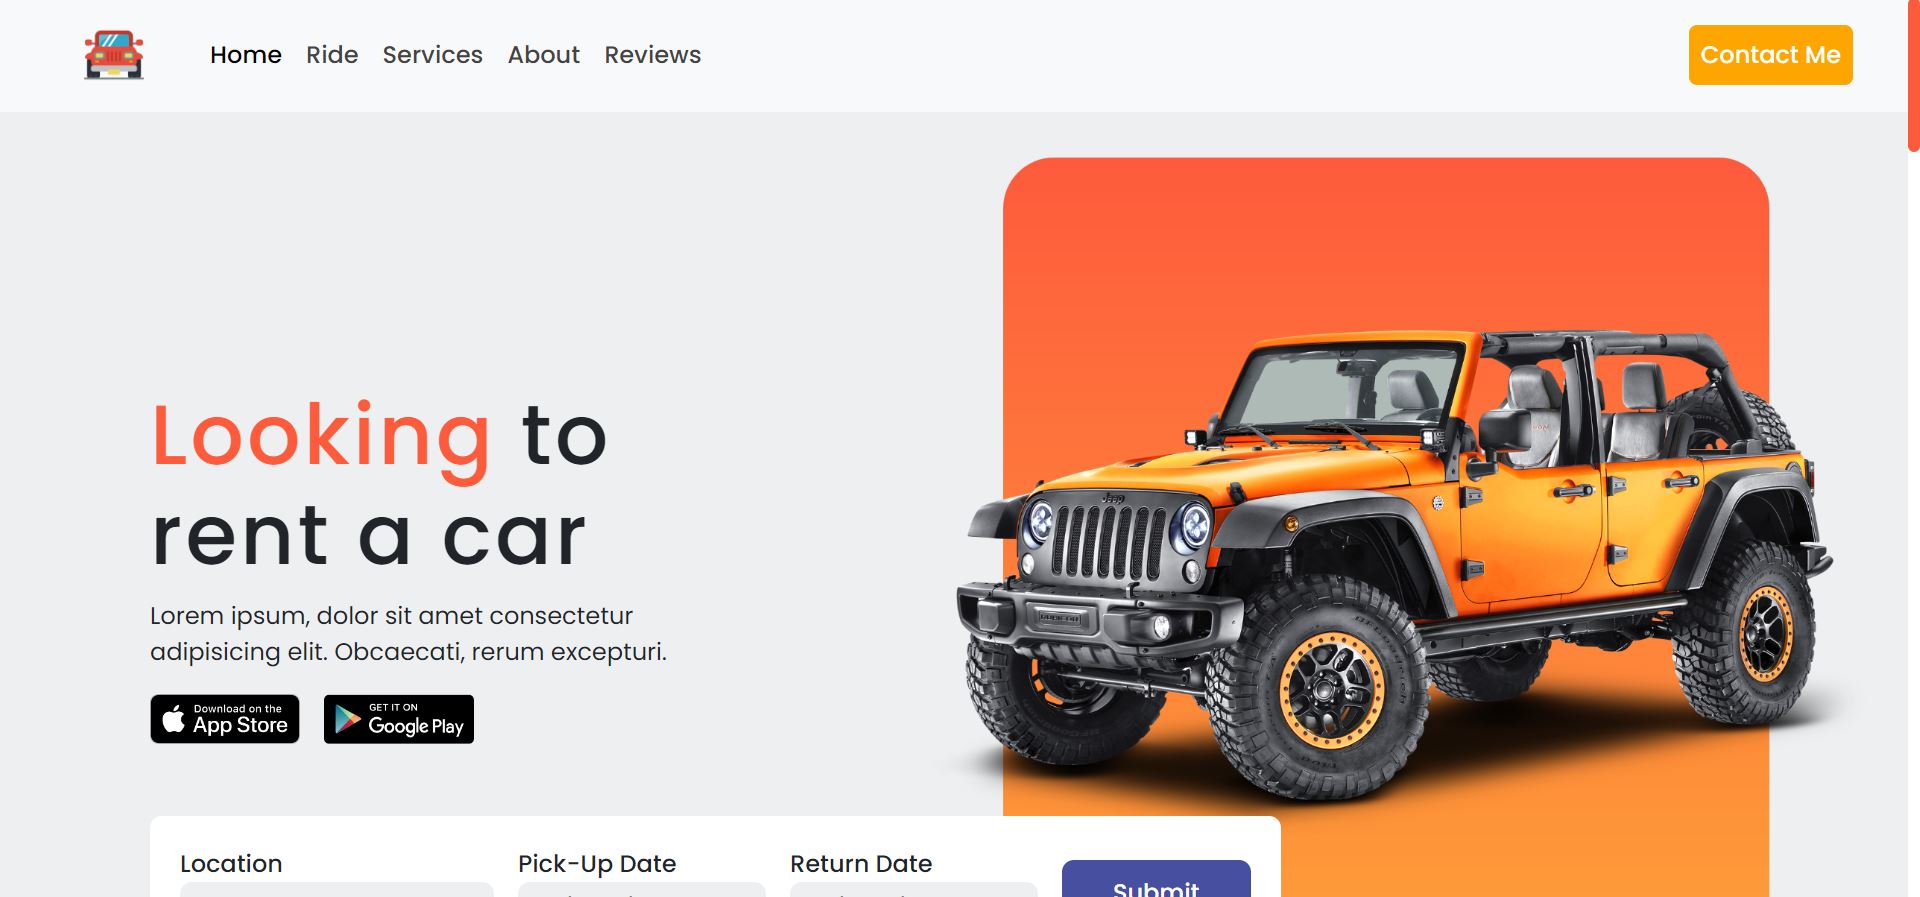 Home Ride Services About Reviews
Contact Me
Looking to
rent a car
Lorem ipsum, dolor sit amet consectetur
adipisicing elit. Obcaecati, rerum excepturi.
Download on the
App Store
GET IT ON
Google Play
Jeep
RUBICON
Location
Pick-Up Date
Return Date
Submit